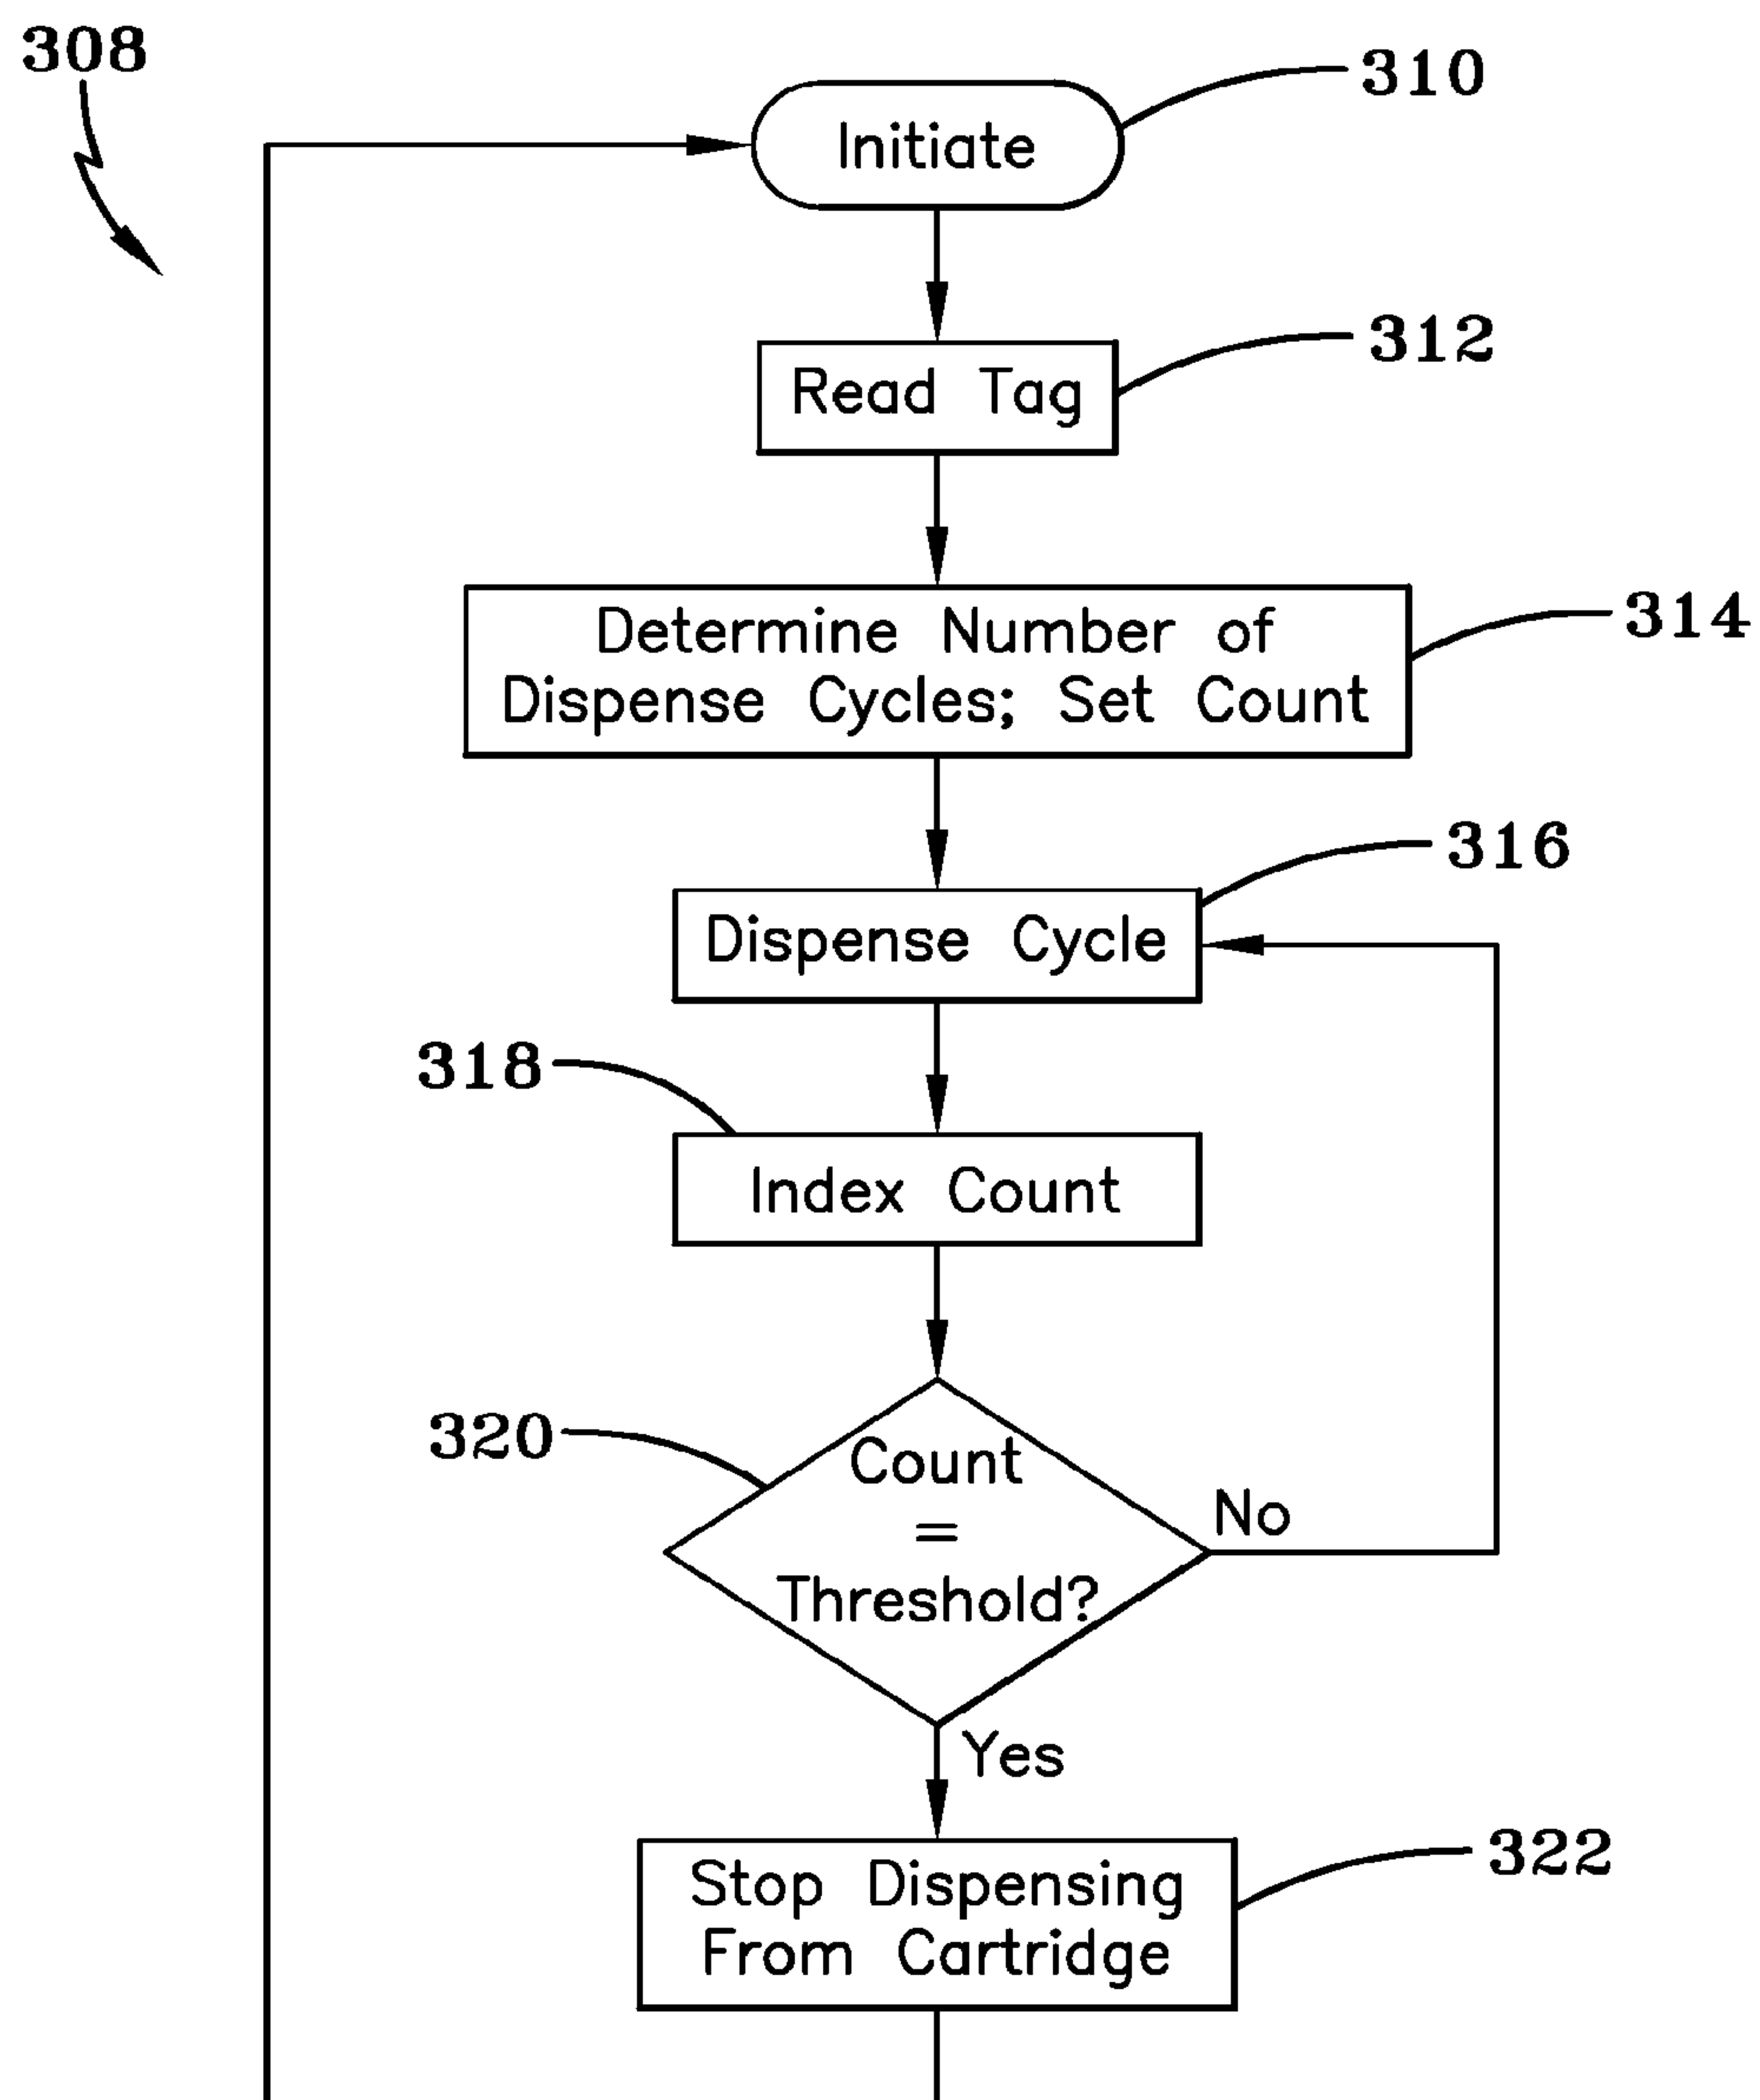 308
310
Initiate
312
Read Tag
314
Determine Number of
Dispense Cycles; Set Count
316
Dispense Cycle
318
Index Count
320
Count
=
Threshold?
No
Yes
322
Stop Dispensing
From Cartridge